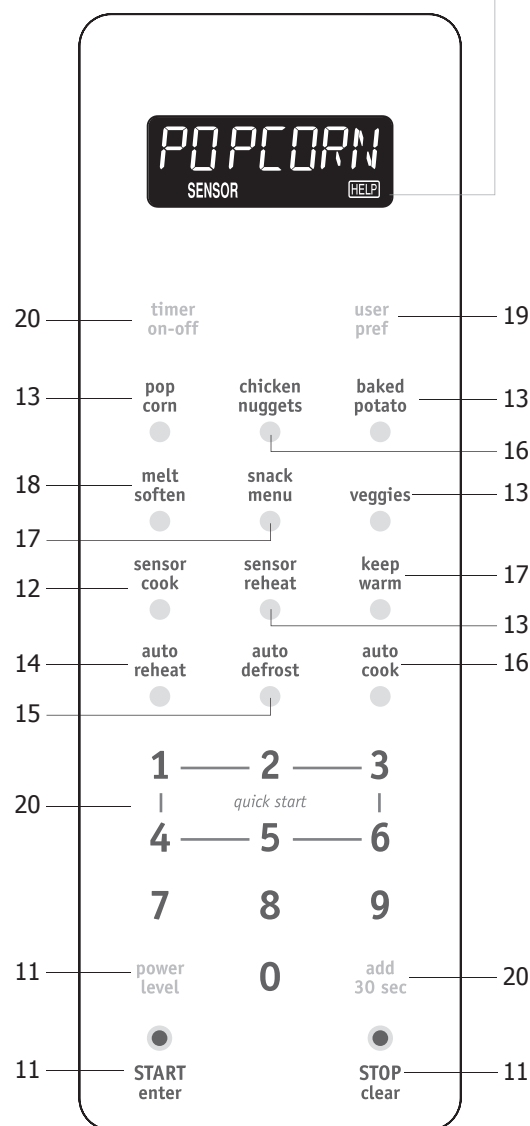 POPCORN
SENSOR HELP
20 timer on-off user pref 19
13 pop corn chicken nuggets baked potato 13
16
18 melt soften snack menu veggies 13
17
12 sensor cook sensor reheat keep warm 17
13
14 auto reheat auto defrost auto cook 16
15
1 2 3
20 quick start
4 5 6
7 8 9
11 power level 0 add 30 sec 20
11 START enter STOP clear 11